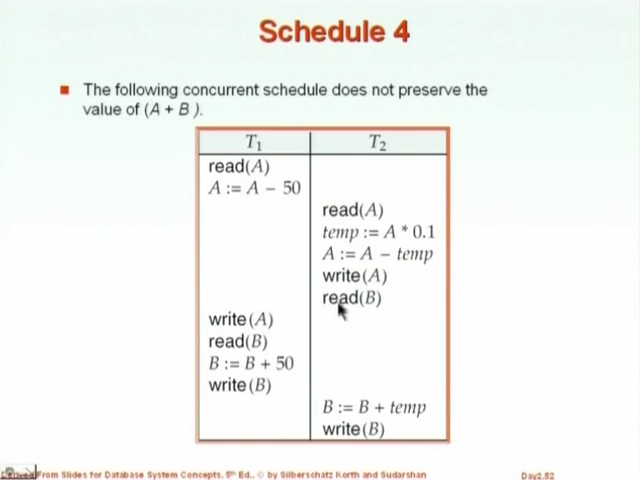 Schedule 4
The following concurrent schedule does not preserve the
value of (A + B ).
T1 T2
read(A)
A := A − 50
read(A)
temp := A * 0.1
A := A − temp
write(A)
read(B)
write(A)
read(B)
B := B + 50
write(B)
B := B + temp
write(B)
From Slides for Database System Concepts, 5th Ed., © by Silberschatz Korth and Sudarshan
Day2.52